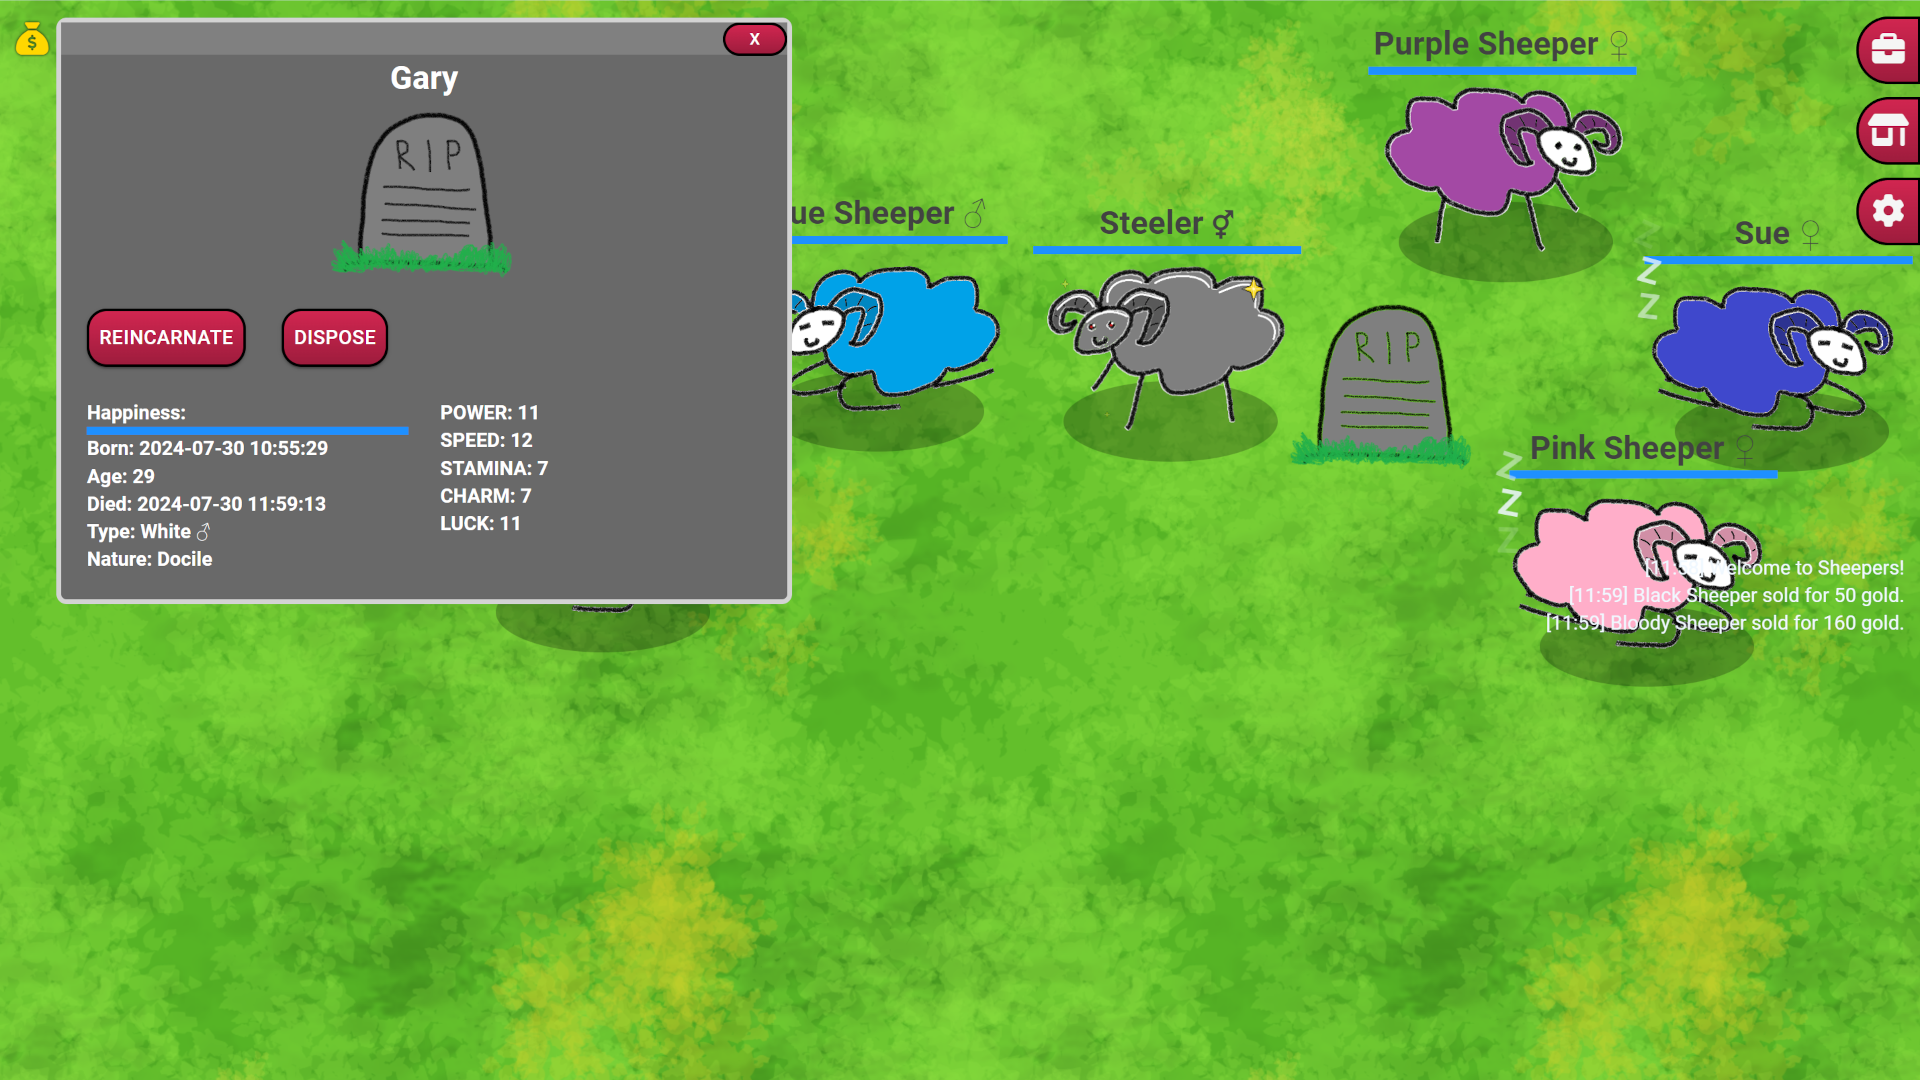 X
Gary
RIP
REINCARNATE
DISPOSE
Happiness:
Born: 2024-07-30 10:55:29
Age: 29
Died: 2024-07-30 11:59:13
Type: White ♂
Nature: Docile
POWER: 11
SPEED: 12
STAMINA: 7
CHARM: 7
LUCK: 11
$
Purple Sheeper ♀
ue Sheeper ♂
Steeler ⚥
Sue ♀
Z
Z
RIP
Pink Sheeper ♀
Z
Z
Z
Welcome to Sheepers!
[11:59] Black Sheeper sold for 50 gold.
[11:59] Bloody Sheeper sold for 160 gold.